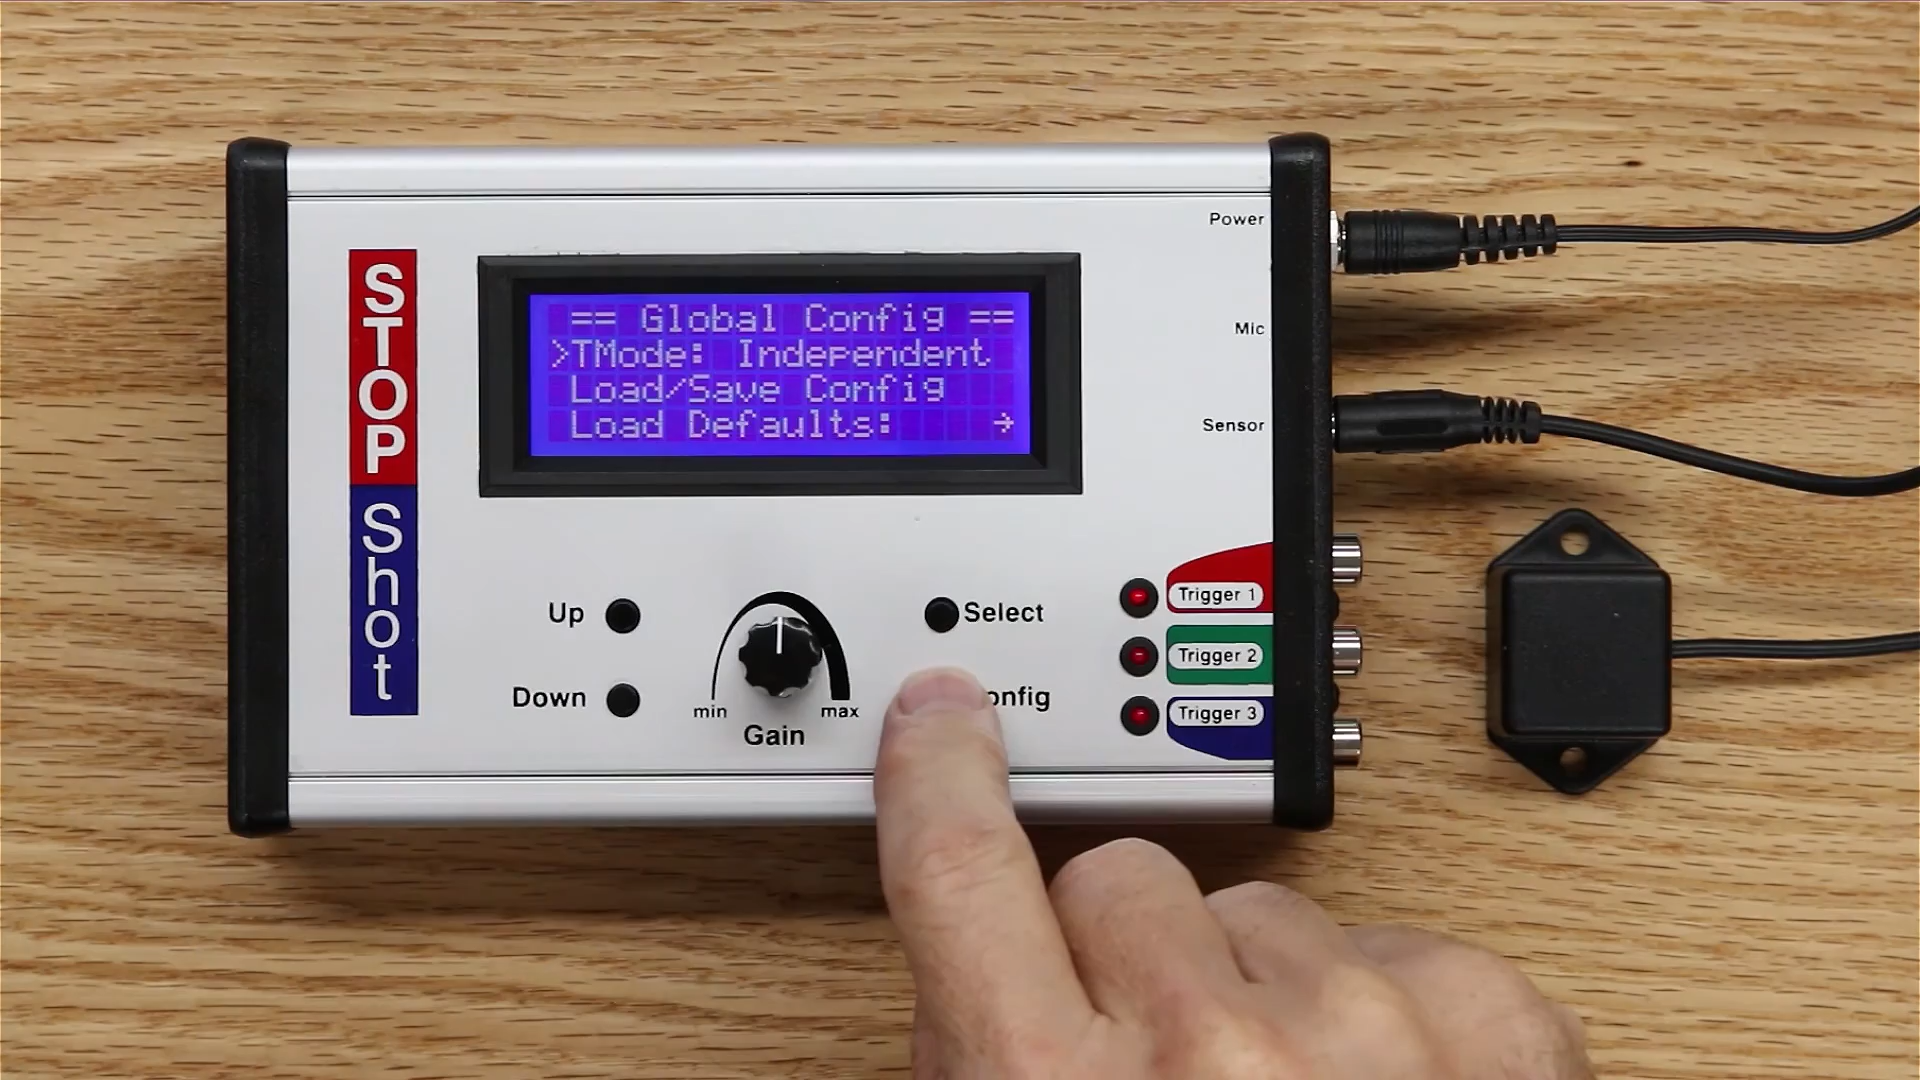 STOP Shot
== Global Config ==
>TMode: Independent
Load/Save Config
Load Defaults: →
Power
Mic
Sensor
Up
Down
min
max
Gain
Select
onfig
Trigger 1
Trigger 2
Trigger 3